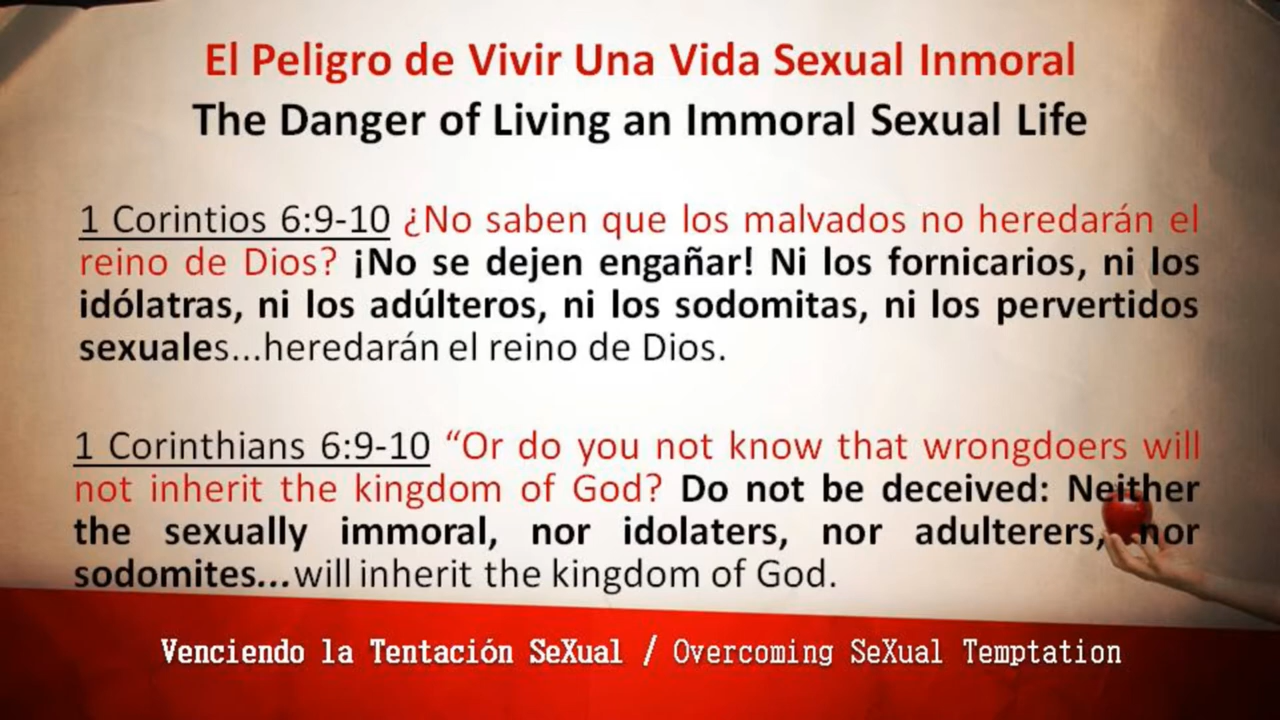 El Peligro de Vivir Una Vida Sexual Inmoral
The Danger of Living an Immoral Sexual Life
1 Corintios 6:9-10 ¿No saben que los malvados no heredarán el
reino de Dios? ¡No se dejen engañar! Ni los fornicarios, ni los
idólatras, ni los adúlteros, ni los sodomitas, ni los pervertidos
sexuales...heredarán el reino de Dios.
1 Corinthians 6:9-10 “Or do you not know that wrongdoers will
not inherit the kingdom of God? Do not be deceived: Neither
the sexually immoral, nor idolaters, nor adulterers, nor
sodomites...will inherit the kingdom of God.
Venciendo la Tentación SeXual / Overcoming SeXual Temptation